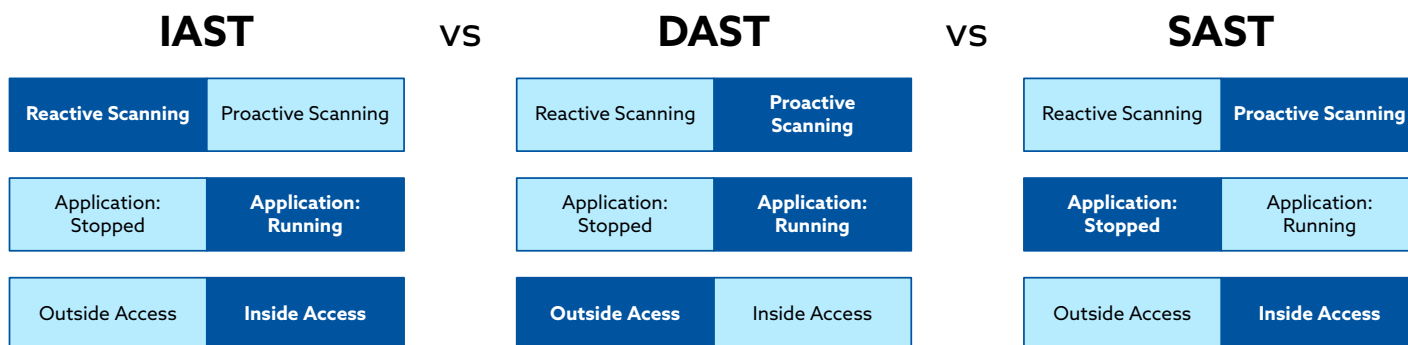 IAST vs DAST vs SAST
Reactive Scanning Proactive Scanning Reactive Scanning Proactive
Scanning Reactive Scanning Proactive Scanning
Application:
Stopped Application:
Running Application:
Stopped Application:
Running Application:
Stopped Application:
Running
Outside Access Inside Access Outside Acess Inside Access Outside Access Inside Access